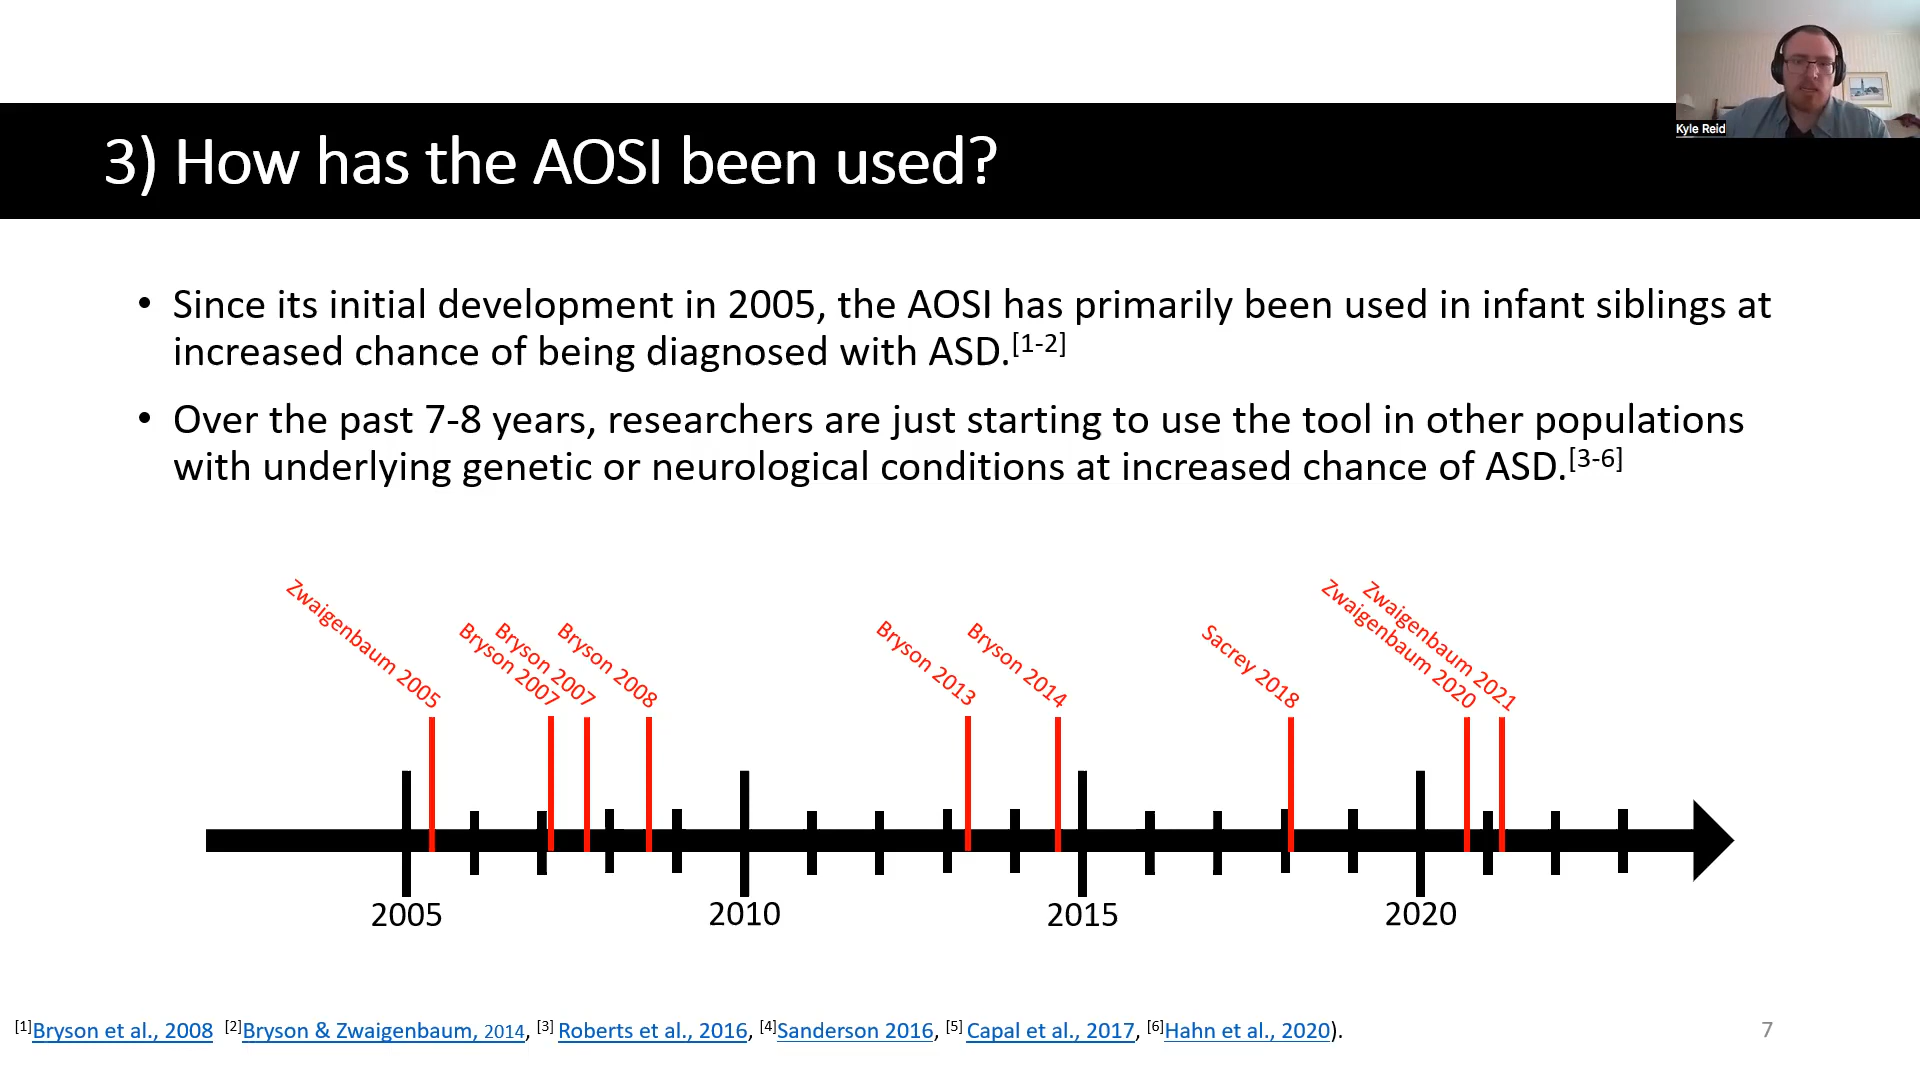 Kyle Reid
3) How has the AOSI been used?
• Since its initial development in 2005, the AOSI has primarily been used in infant siblings at
increased chance of being diagnosed with ASD.[1-2]
• Over the past 7-8 years, researchers are just starting to use the tool in other populations
with underlying genetic or neurological conditions at increased chance of ASD.[3-6]
Zwaigenbaum 2005
Bryson 2007
Bryson 2007
Bryson 2008
Bryson 2013
Bryson 2014
Sacrey 2018
Zwaigenbaum 2020
Zwaigenbaum 2021
2005
2010
2015
2020
[1]Bryson et al., 2008 [2]Bryson & Zwaigenbaum, 2014, [3] Roberts et al., 2016, [4]Sanderson 2016, [5] Capal et al., 2017, [6]Hahn et al., 2020).
7